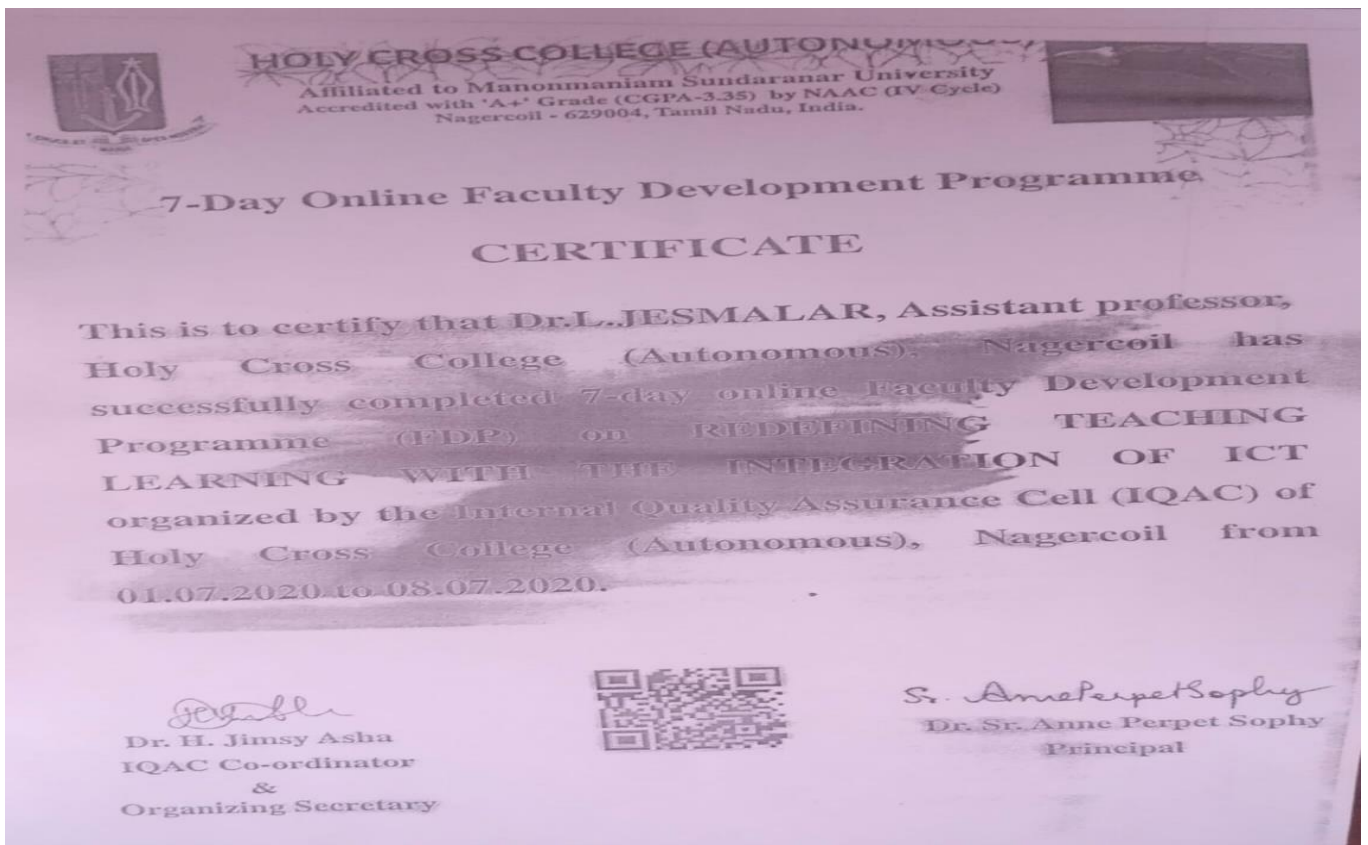 HOLY CROSS COLLEGE (AUTONOMOUS)
Affiliated to Manonmaniam Sundaranar University
Accredited with 'A+' Grade (CGPA-3.35) by NAAC (IV Cycle)
Nagercoil - 629004, Tamil Nadu, India.
7-Day Online Faculty Development Programme
CERTIFICATE
This is to certify that Dr.L.JESMALAR, Assistant professor,
Holy Cross College (Autonomous), Nagercoil has
successfully completed 7-day online Faculty Development
Programme (FDP) on REDEFINING TEACHING
LEARNING WITH THE INTEGRATION OF ICT
organized by the Internal Quality Assurance Cell (IQAC) of
Holy Cross College (Autonomous), Nagercoil from
01.07.2020 to 08.07.2020.
Sr. AnnePerpetSophy
Dr. H. Jimsy Asha
IQAC Co-ordinator
&
Organizing Secretary
Dr. Sr. Anne Perpet Sophy
Principal